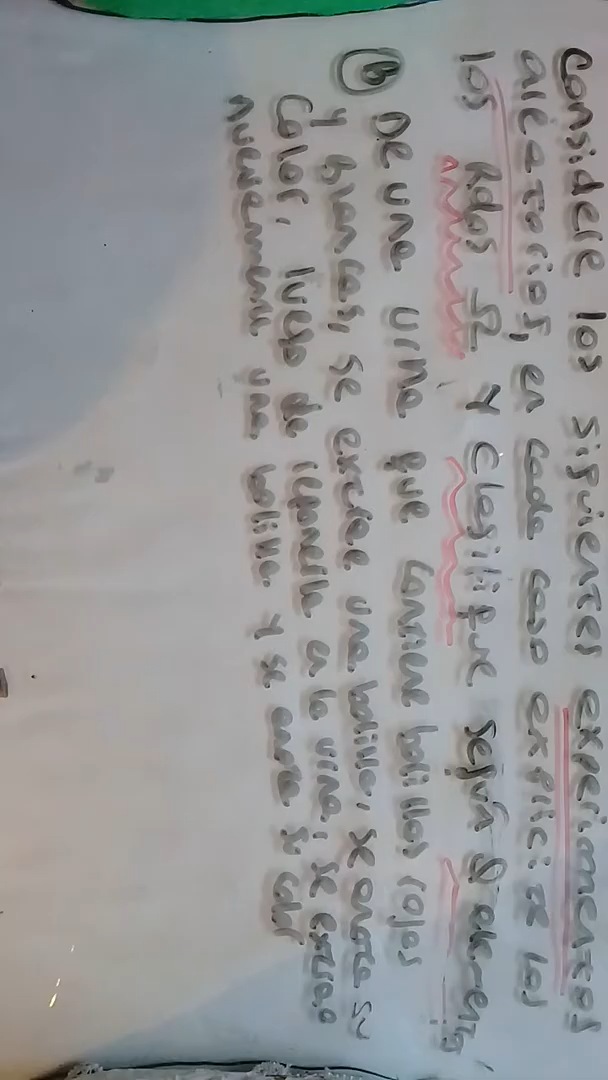 Considere los siguientes experimentos
aleatorios, en cada caso explicite los
los Rdos Ω y Clasifique según # elementos
(b) De una urna que contiene bolillas rojas
y blancas, se extrae una bolilla, se anota su
Color, luego de reponerla en la urna, se extrae
nuevamente una bolilla y se anota su color